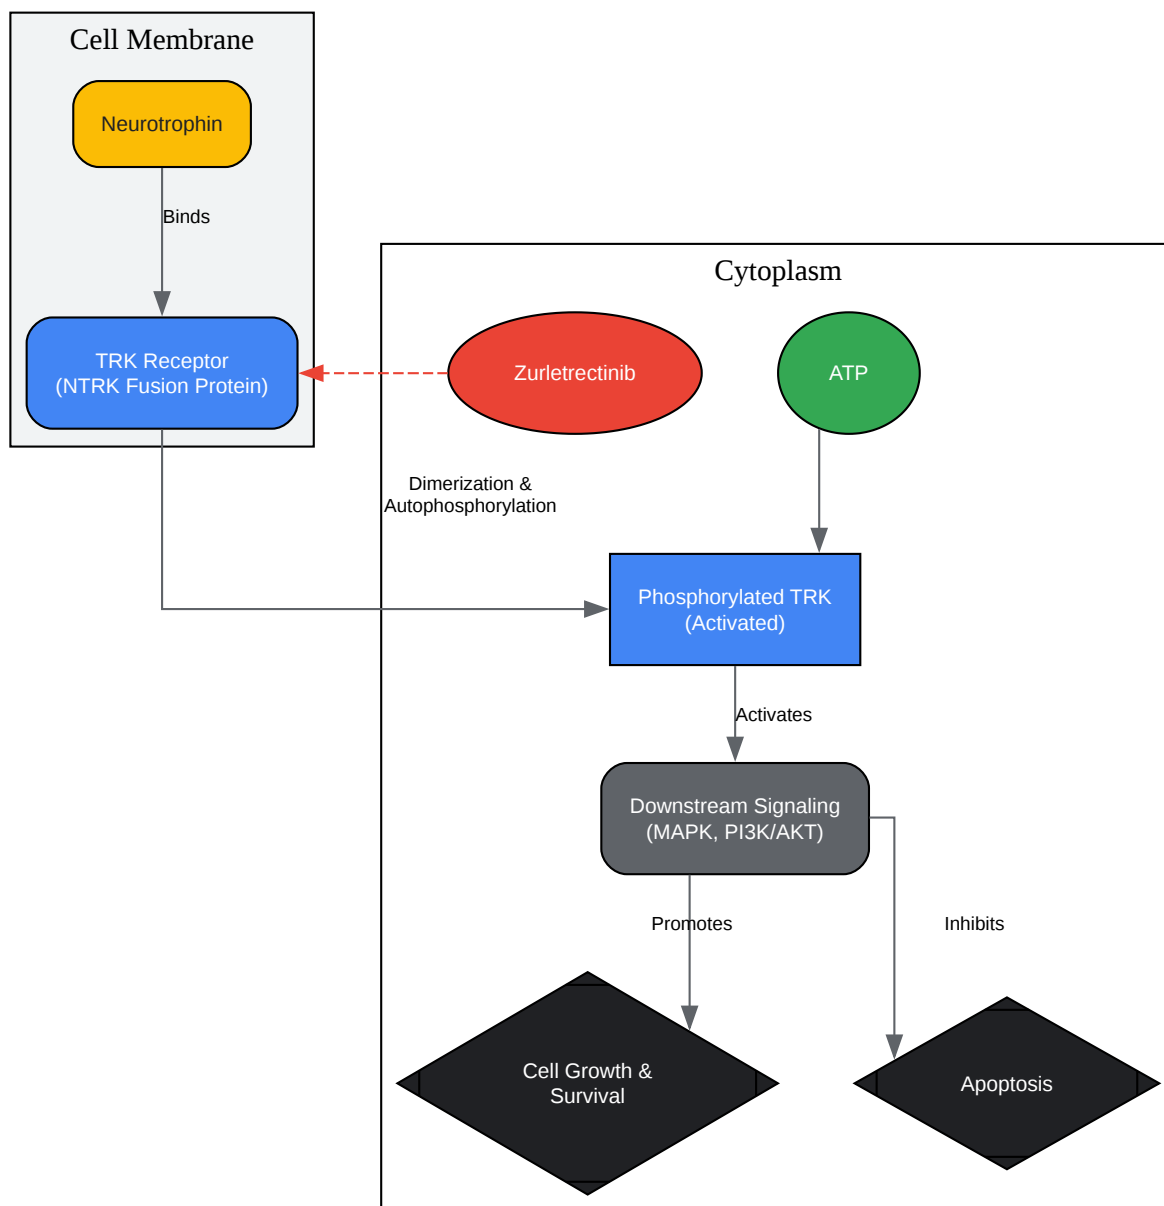 Cell Membrane
Neurotrophin
Binds
TRK Receptor
(NTRK Fusion Protein)
Cytoplasm
Zurletrectinib
ATP
Dimerization &
Autophosphorylation
Phosphorylated TRK
(Activated)
Activates
Downstream Signaling
(MAPK, PI3K/AKT)
Promotes
Inhibits
Cell Growth &
Survival
Apoptosis